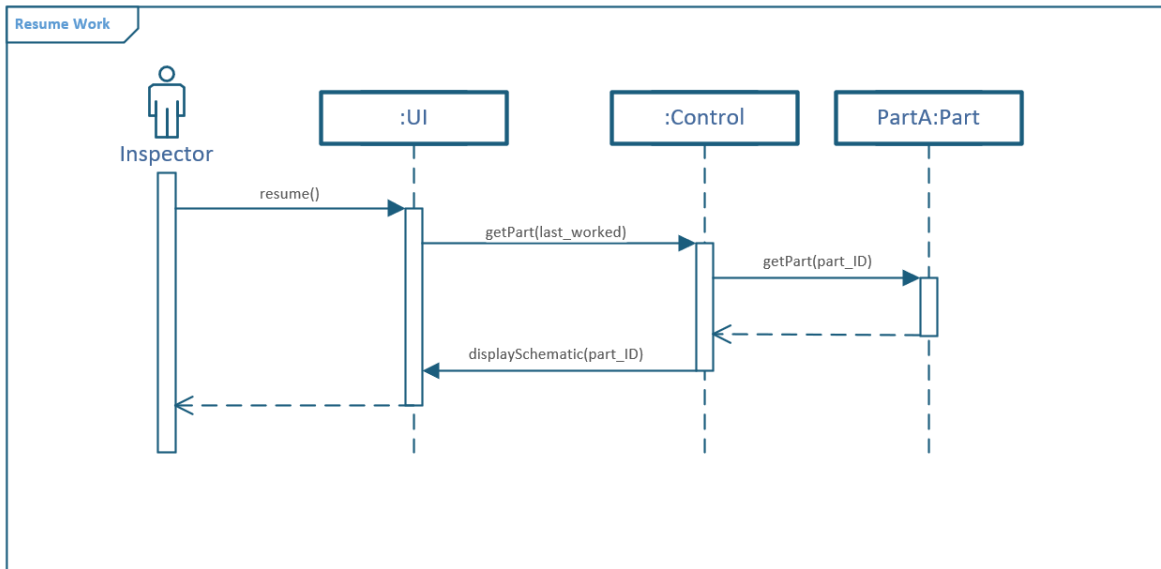 Resume Work
Inspector
:UI
:Control
PartA:Part
resume()
getPart(last_worked)
getPart(part_ID)
displaySchematic(part_ID)